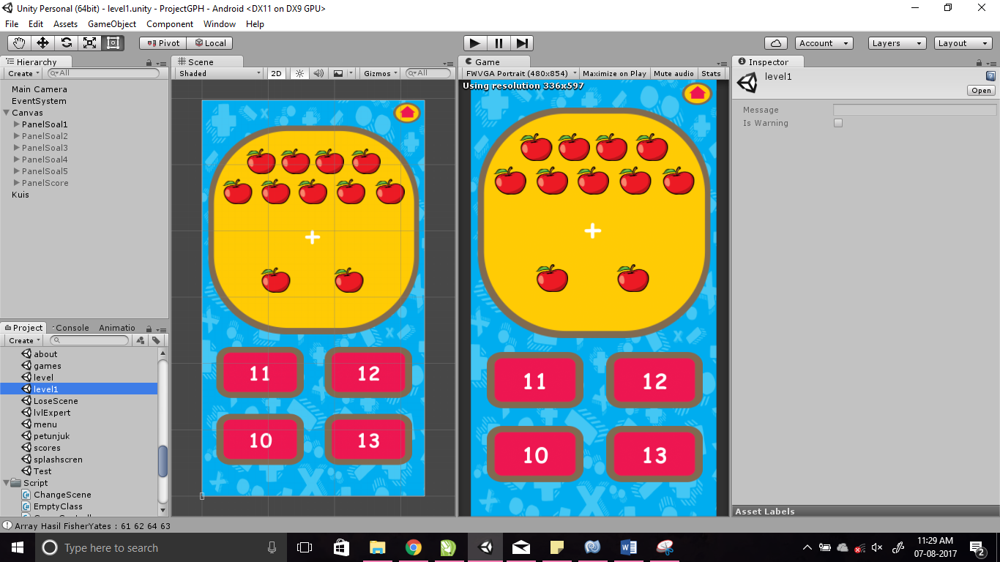 Unity Personal (64bit) - level1.unity - ProjectGPH - Android <DX11 on DX9 GPU>
File Edit Assets GameObject Component Window Help
Pivot Local Account Layers Layout
Hierarchy
Create All
Main Camera
EventSystem
Canvas
PanelSoal1
PanelSoal2
PanelSoal3
PanelSoal4
PanelSoal5
PanelScore
Kuis
Project Console Animatio
Create
about
games
level
level1
LoseScene
lvlExpert
menu
petunjuk
scores
splashscren
Test
Script
ChangeScene
EmptyClass
Scene
Shaded 2D Gizmos All
+
11 12
10 13
Game
FWVGA Portrait (480x854) Maximize on Play Mute audio Stats
Using resolution 336x597
+
11 12
10 13
Inspector
level1
Open
Message
Is Warning
Asset Labels
Array Hasil FisherYates : 61 62 64 63
Type here to search
11:29 AM
07-08-2017
2